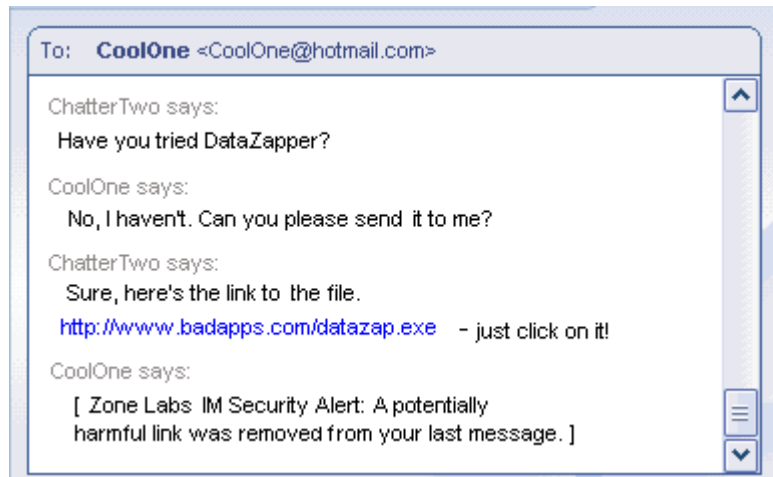 To: CoolOne <CoolOne@hotmail.com>
ChatterTwo says:
Have you tried DataZapper?
CoolOne says:
No, I haven't. Can you please send it to me?
ChatterTwo says:
Sure, here's the link to the file.
http://www.badapps.com/datazap.exe - just click on it!
CoolOne says:
[ Zone Labs IM Security Alert: A potentially
harmful link was removed from your last message. ]